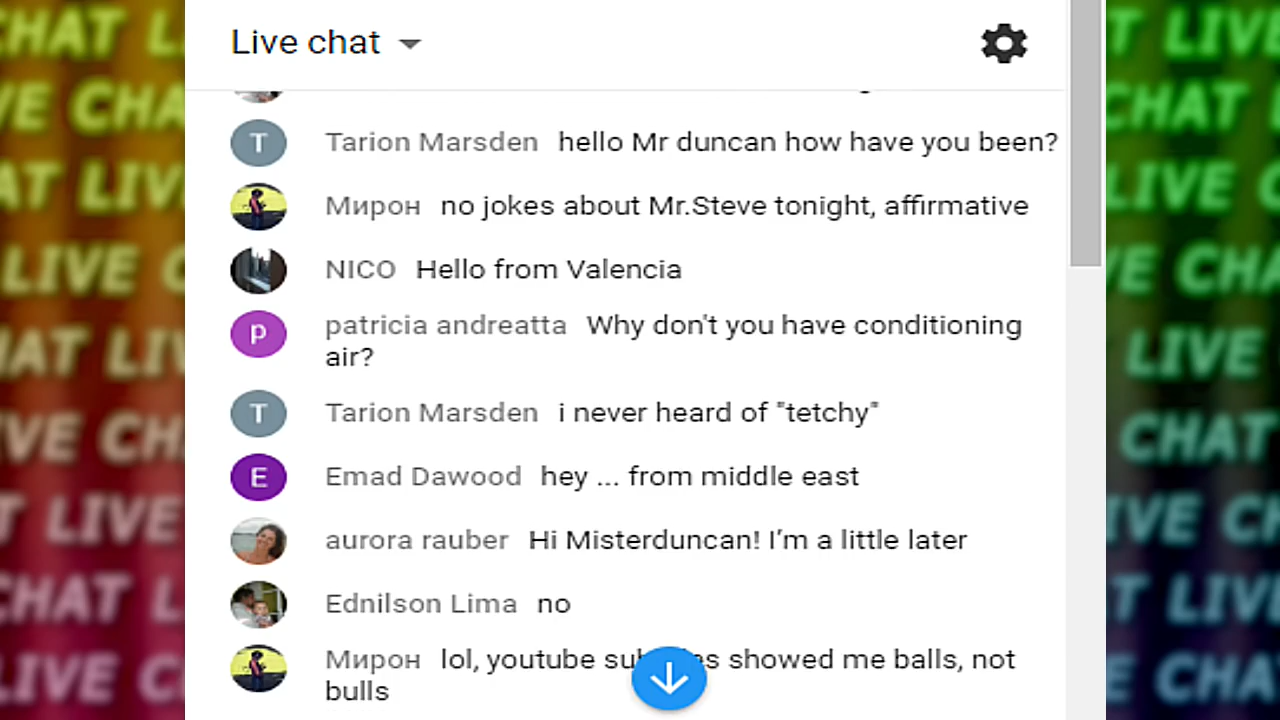 Live chat
T Tarion Marsden hello Mr duncan how have you been?
Мирон no jokes about Mr.Steve tonight, affirmative
NICO Hello from Valencia
P patricia andreatta Why don't you have conditioning
air?
T Tarion Marsden i never heard of "tetchy"
E Emad Dawood hey ... from middle east
aurora rauber Hi Misterduncan! I'm a little later
Ednilson Lima no
Мирон lol, youtube showed me balls, not
bulls